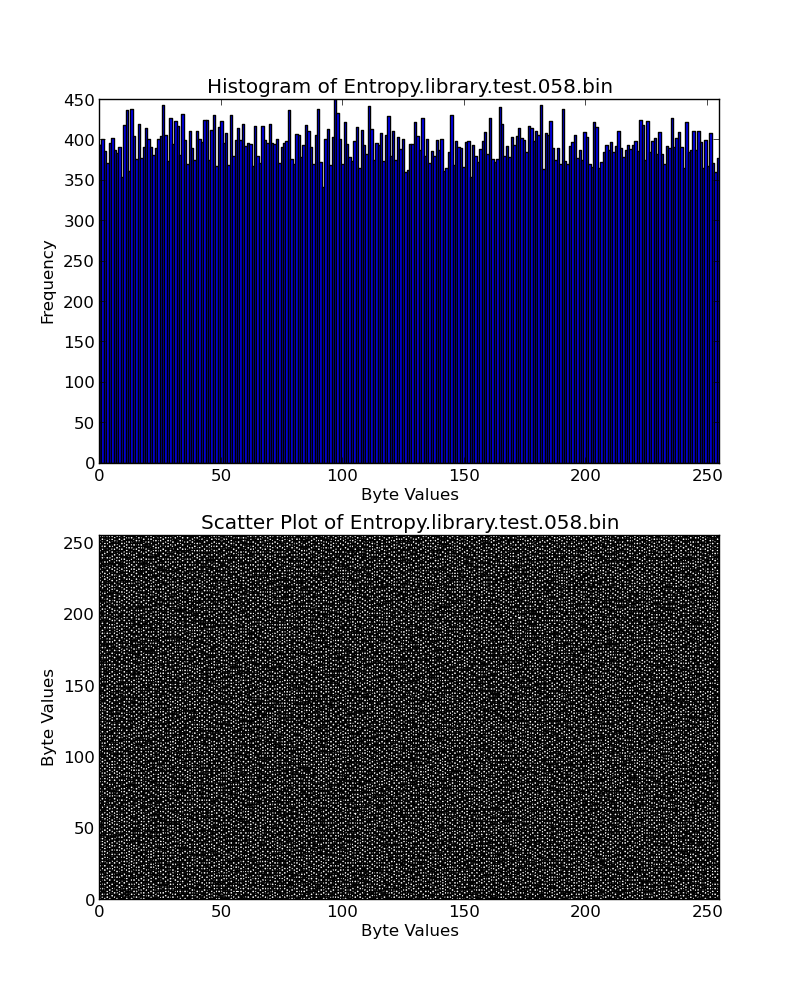 Histogram of Entropy.library.test.058.bin
450
400
350
300
250
200
150
100
50
0
Frequency
0 50 100 150 200 250
Byte Values
Scatter Plot of Entropy.library.test.058.bin
250
200
150
100
50
0
Byte Values
0 50 100 150 200 250
Byte Values